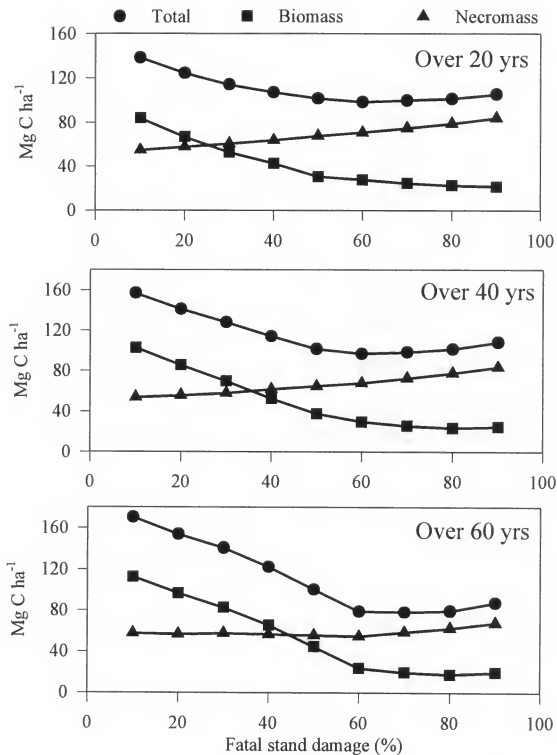 Total Biomass Necromass
160
Over 20 yrs
120
Mg C ha-1
80
40
0
0 20 40 60 80 100
160
Over 40 yrs
120
Mg C ha-1
80
40
0
0 20 40 60 80 100
160
Over 60 yrs
120
Mg C ha-1
80
40
0
0 20 40 60 80 100
Fatal stand damage (%)